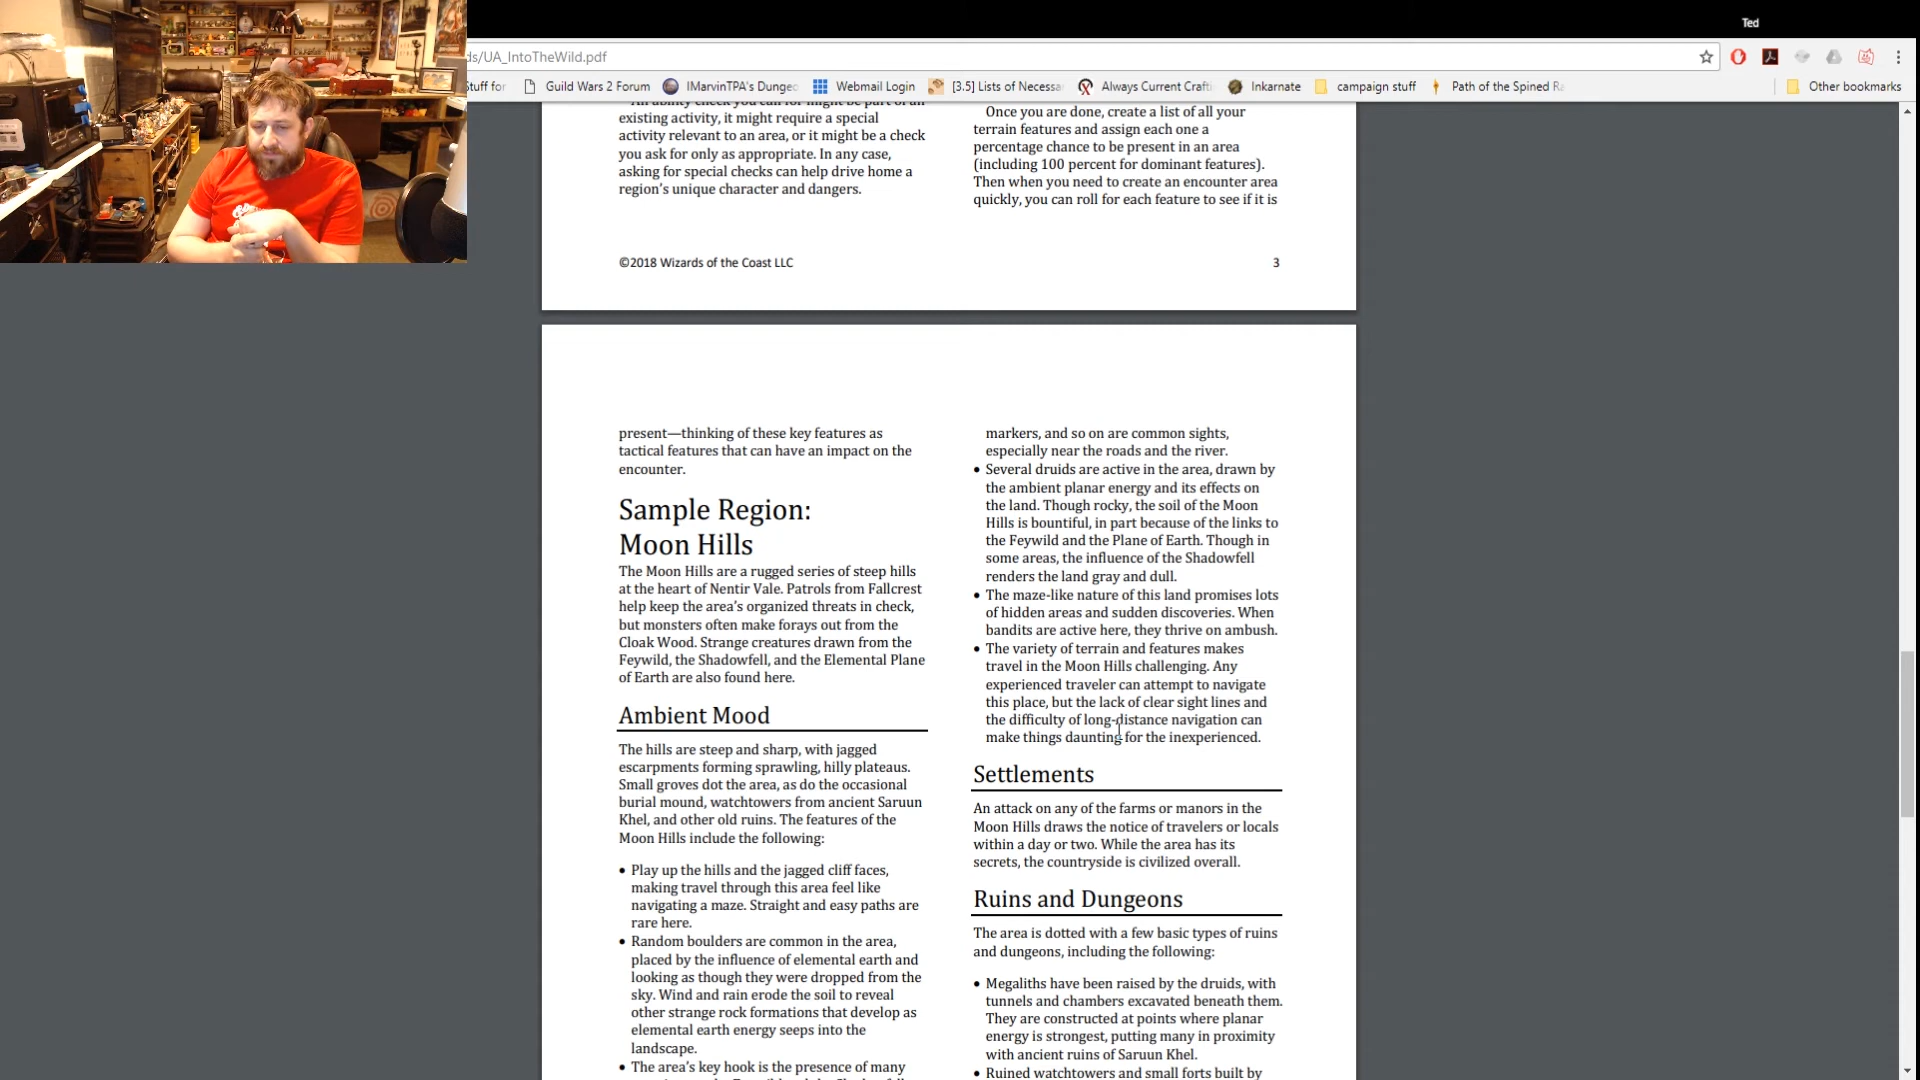 Ted
ds/UA_IntoTheWild.pdf
Stuff for
Guild Wars 2 Forum
IMarvinTPA's Dunge
Webmail Login
[3.5] Lists of Necessa
Always Current Craft
Inkarnate
campaign stuff
Path of the Spined Ra
Other bookmarks
An ability check you call for might be part of an
existing activity, it might require a special
activity relevant to an area, or it might be a check
you ask for only as appropriate. In any case,
asking for special checks can help drive home a
region's unique character and dangers.
Once you are done, create a list of all your
terrain features and assign each one a
percentage chance to be present in an area
(including 100 percent for dominant features).
Then when you need to create an encounter area
quickly, you can roll for each feature to see if it is
©2018 Wizards of the Coast LLC
3
present—thinking of these key features as
tactical features that can have an impact on the
encounter.
Sample Region:
Moon Hills
The Moon Hills are a rugged series of steep hills
at the heart of Nentir Vale. Patrols from Fallcrest
help keep the area's organized threats in check,
but monsters often make forays out from the
Cloak Wood. Strange creatures drawn from the
Feywild, the Shadowfell, and the Elemental Plane
of Earth are also found here.
Ambient Mood
The hills are steep and sharp, with jagged
escarpments forming sprawling, hilly plateaus.
Small groves dot the area, as do the occasional
burial mound, watchtowers from ancient Saruun
Khel, and other old ruins. The features of the
Moon Hills include the following:
• Play up the hills and the jagged cliff faces,
making travel through this area feel like
navigating a maze. Straight and easy paths are
rare here.
• Random boulders are common in the area,
placed by the influence of elemental earth and
looking as though they were dropped from the
sky. Wind and rain erode the soil to reveal
other strange rock formations that develop as
elemental earth energy seeps into the
landscape.
• The area's key hook is the presence of many
markers, and so on are common sights,
especially near the roads and the river.
• Several druids are active in the area, drawn by
the ambient planar energy and its effects on
the land. Though rocky, the soil of the Moon
Hills is bountiful, in part because of the links to
the Feywild and the Plane of Earth. Though in
some areas, the influence of the Shadowfell
renders the land gray and dull.
• The maze-like nature of this land promises lots
of hidden areas and sudden discoveries. When
bandits are active here, they thrive on ambush.
• The variety of terrain and features makes
travel in the Moon Hills challenging. Any
experienced traveler can attempt to navigate
this place, but the lack of clear sight lines and
the difficulty of long-distance navigation can
make things daunting for the inexperienced.
Settlements
An attack on any of the farms or manors in the
Moon Hills draws the notice of travelers or locals
within a day or two. While the area has its
secrets, the countryside is civilized overall.
Ruins and Dungeons
The area is dotted with a few basic types of ruins
and dungeons, including the following:
• Megaliths have been raised by the druids, with
tunnels and chambers excavated beneath them.
They are constructed at points where planar
energy is strongest, putting many in proximity
with ancient ruins of Saruun Khel.
• Ruined watchtowers and small forts built by